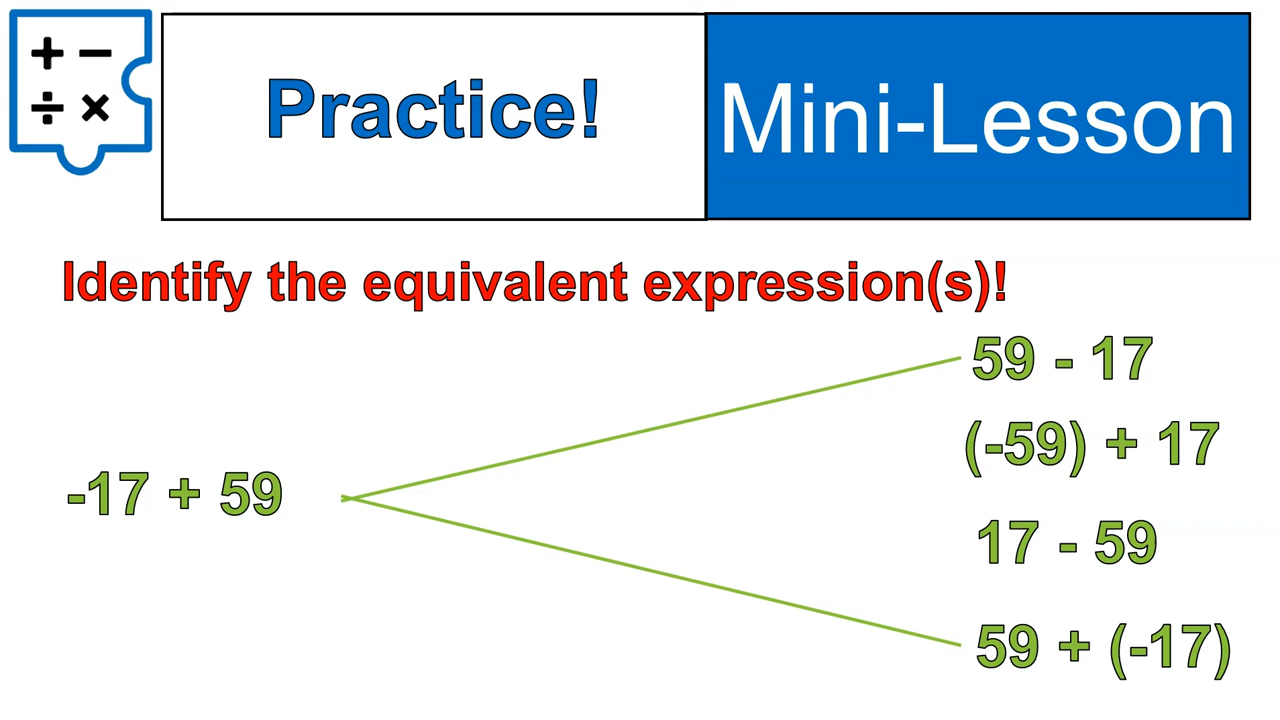 + −
÷ ×
Practice!
Mini-Lesson
Identify the equivalent expression(s)!
59 - 17
(-59) + 17
-17 + 59
17 - 59
59 + (-17)